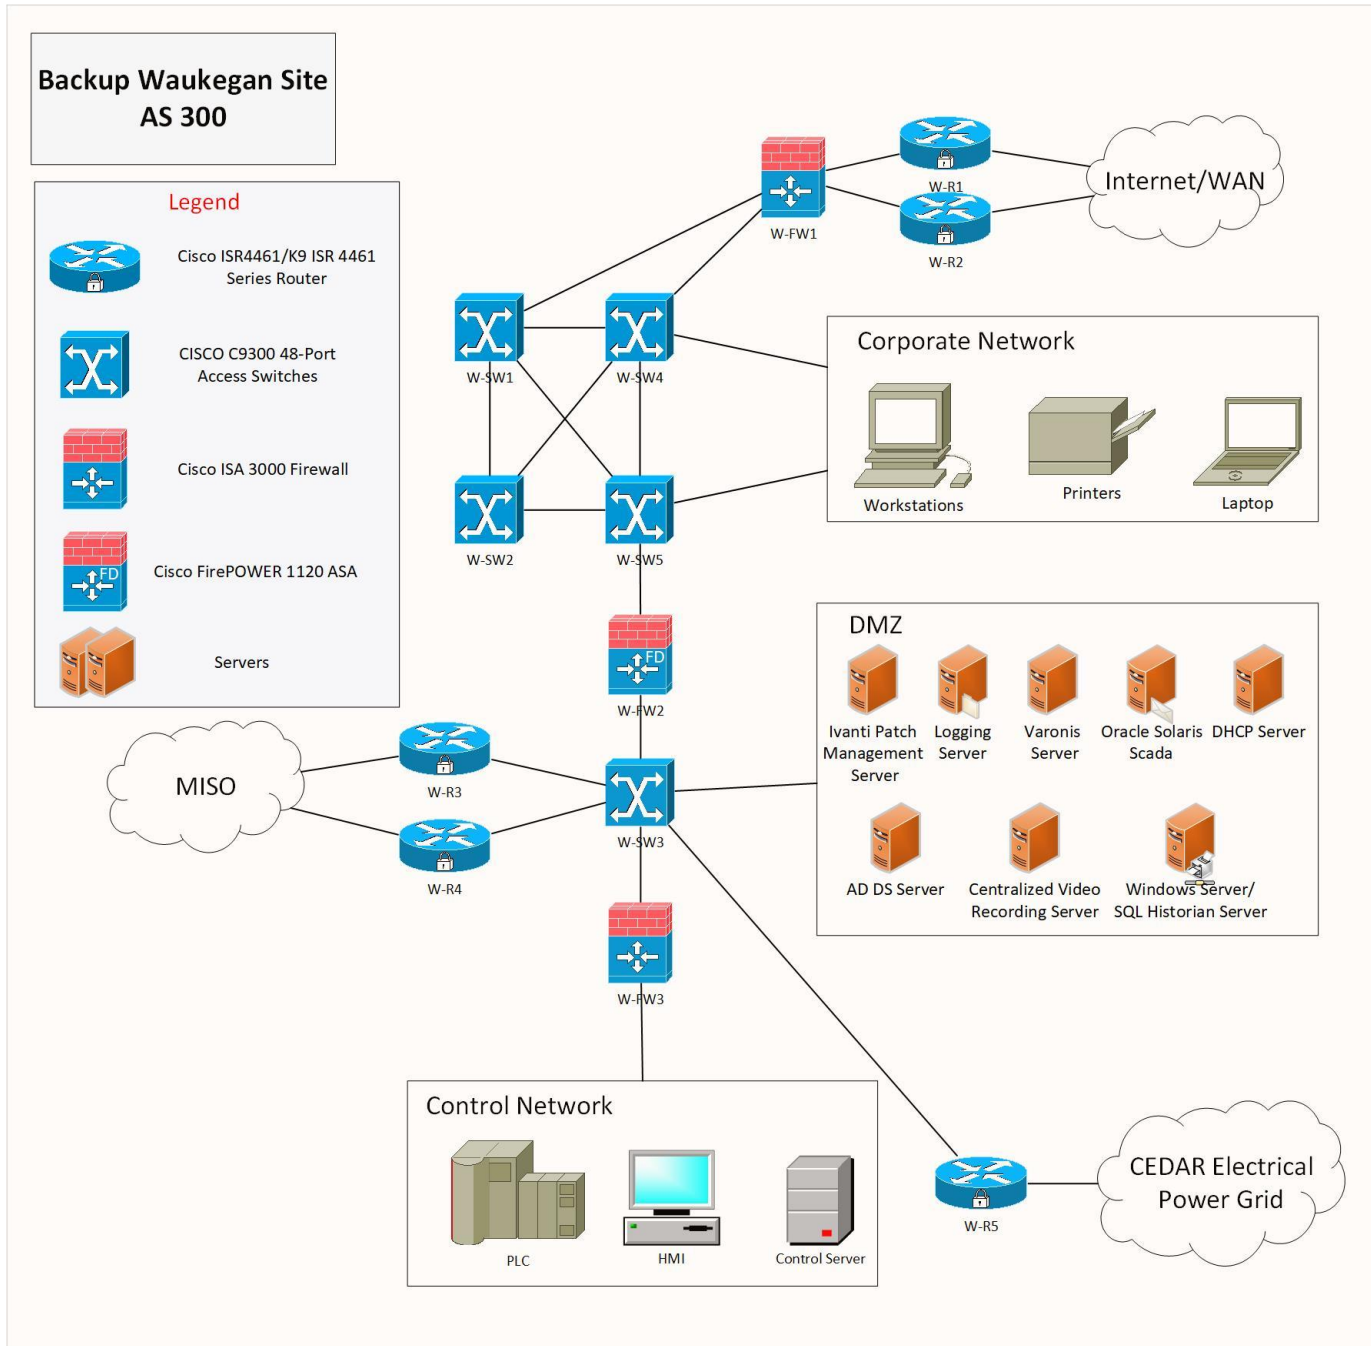 Backup Waukegan Site
AS 300
Legend
Cisco ISR4461/K9 ISR 4461
Series Router
CISCO C9300 48-Port
Access Switches
Cisco ISA 3000 Firewall
FD
Cisco FirePOWER 1120 ASA
Servers
W-FW1
W-R1
W-R2
Internet/WAN
W-SW1
W-SW4
W-SW2
W-SW5
Corporate Network
Workstations
Printers
Laptop
FD
W-FW2
DMZ
Ivanti Patch
Management
Server
Logging
Server
Varonis
Server
Oracle Solaris
Scada
DHCP Server
AD DS Server
Centralized Video
Recording Server
Windows Server/
SQL Historian Server
MISO
W-R3
W-R4
W-SW3
W-FW3
Control Network
PLC
HMI
Control Server
W-R5
CEDAR Electrical
Power Grid